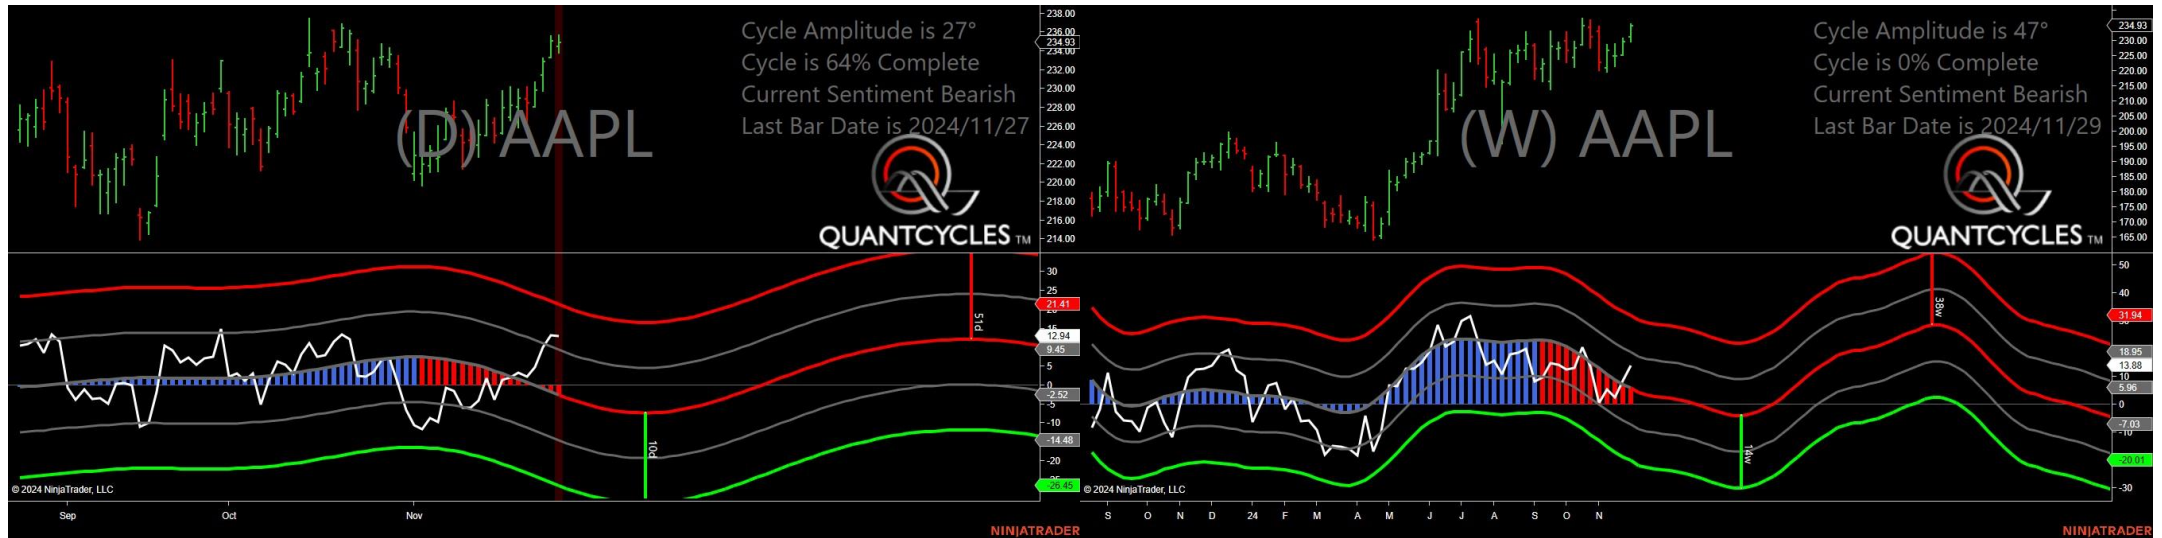 Cycle Amplitude is 27°
Cycle is 64% Complete
Current Sentiment Bearish
Last Bar Date is 2024/11/27
(D) AAPL
QUANTCYCLES TM
238.00
236.00
234.93
234.00
232.00
230.00
228.00
226.00
224.00
222.00
220.00
218.00
216.00
214.00
30
25
21.41
15
12.94
9.45
5
0
-2.52
-5
-10
-14.48
-20
-26.45
51d
10d
© 2024 NinjaTrader, LLC
Sep Oct Nov
NINJATRADER
Cycle Amplitude is 47°
Cycle is 0% Complete
Current Sentiment Bearish
Last Bar Date is 2024/11/29
(W) AAPL
QUANTCYCLES TM
234.93
230.00
225.00
220.00
215.00
210.00
205.00
200.00
195.00
190.00
185.00
180.00
175.00
170.00
165.00
50
40
31.94
18.95
13.88
10
5.96
0
-7.03
-10
-20.01
-30
38w
14w
© 2024 NinjaTrader, LLC
S O N D 24 F M A M J J A S O N
NINJATRADER